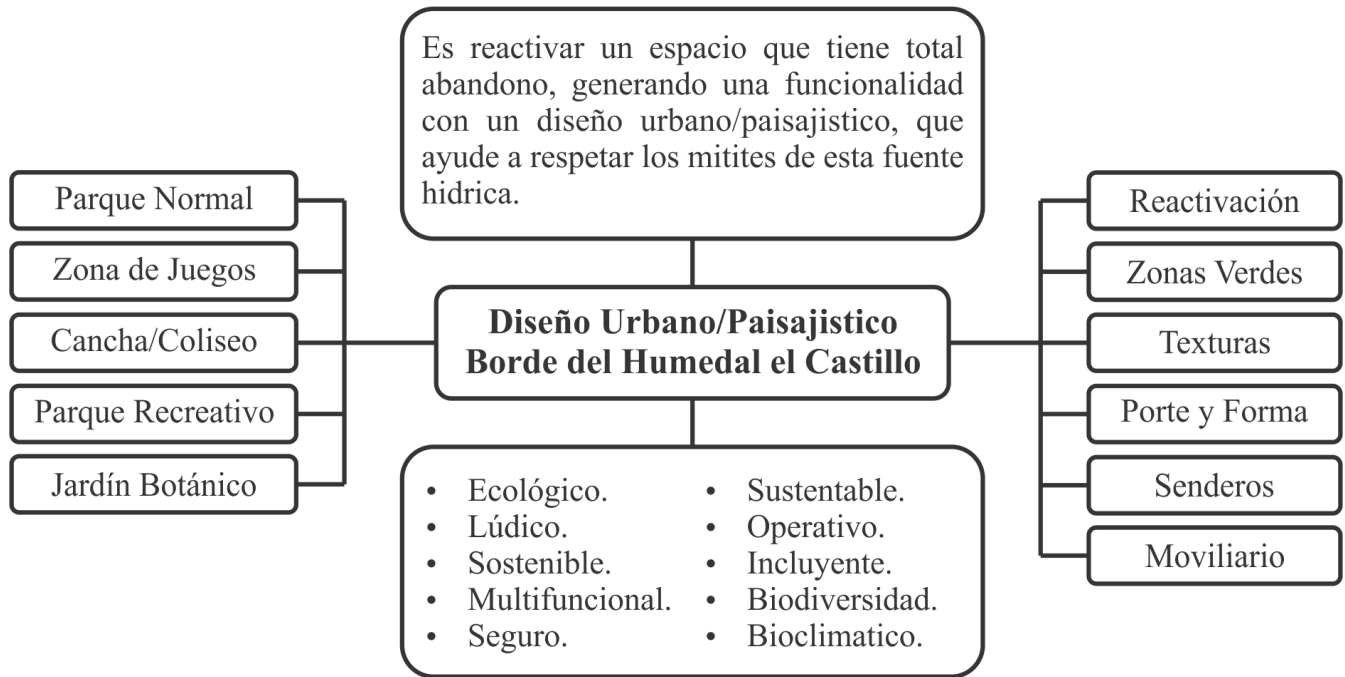 Es reactivar un espacio que tiene total
abandono, generando una funcionalidad
con un diseño urbano/paisajistico, que
ayude a respetar los mitites de esta fuente
hidrica.
Parque Normal
Zona de Juegos
Cancha/Coliseo
Parque Recreativo
Jardín Botánico
Diseño Urbano/Paisajistico
Borde del Humedal el Castillo
Reactivación
Zonas Verdes
Texturas
Porte y Forma
Senderos
Moviliario
• Ecológico.
• Lúdico.
• Sostenible.
• Multifuncional.
• Seguro.
• Sustentable.
• Operativo.
• Incluyente.
• Biodiversidad.
• Bioclimatico.